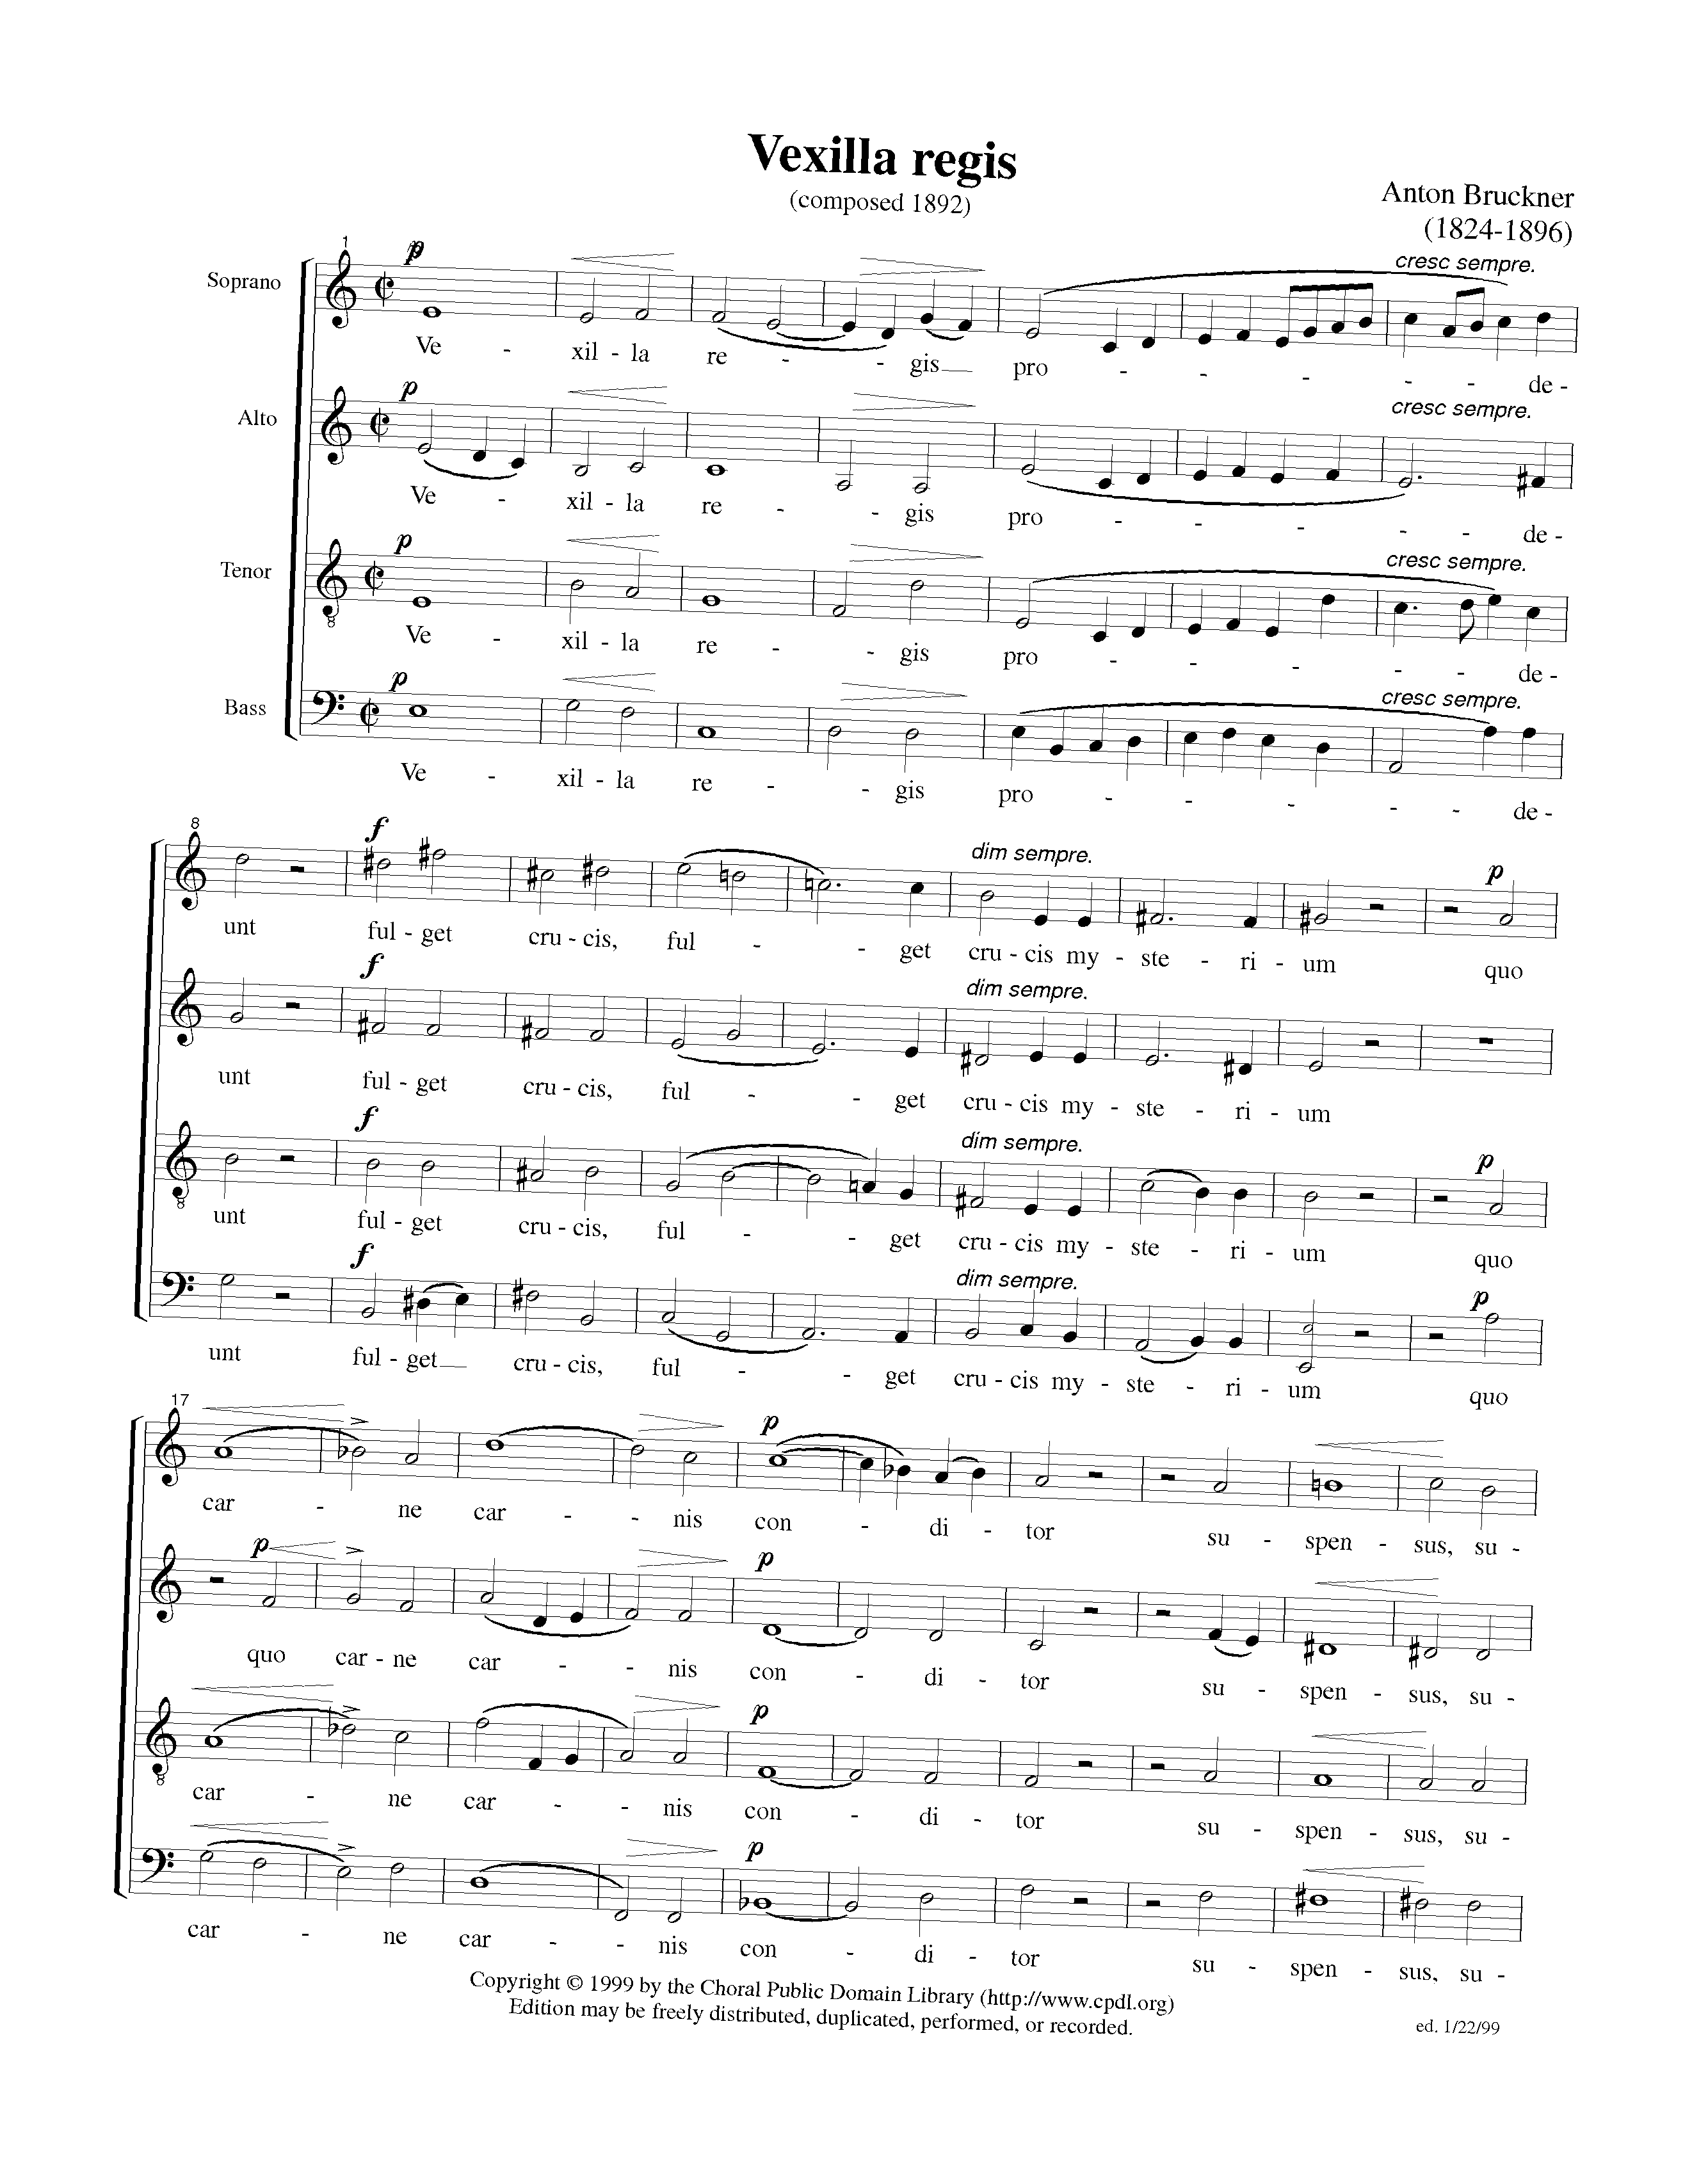 Vexilla regis
(composed 1892)
Anton Bruckner
(1824-1896)
1
p
cresc sempre.
Soprano
Ve - xil - la re - - gis pro - - - - - de -
p
cresc sempre.
Alto
Ve - xil - la re - - gis pro - - - - - de -
p
cresc sempre.
Tenor
Ve - xil - la re - - gis pro - - - - - de -
p
cresc sempre.
Bass
Ve - xil - la re - - gis pro - - - - - de -
8
f
dim sempre.
p
unt ful - get cru - cis, ful - - get cru - cis my - ste - ri - um quo
f
dim sempre.
unt ful - get cru - cis, ful - - get cru - cis my - ste - ri - um
f
dim sempre.
p
unt ful - get cru - cis, ful - - get cru - cis my - ste - ri - um quo
f
dim sempre.
p
unt ful - get cru - cis, ful - - get cru - cis my - ste - ri - um quo
17
p
car - ne car - - nis con - di - tor su - spen - sus, su -
p
p
quo car - ne car - - nis con - di - tor su - spen - sus, su -
p
car - ne car - - nis con - di - tor su - spen - sus, su -
p
car - ne car - - nis con - di - tor su - spen - sus, su -
Copyright © 1999 by the Choral Public Domain Library (http://www.cpdl.org)
Edition may be freely distributed, duplicated, performed, or recorded.
ed. 1/22/99